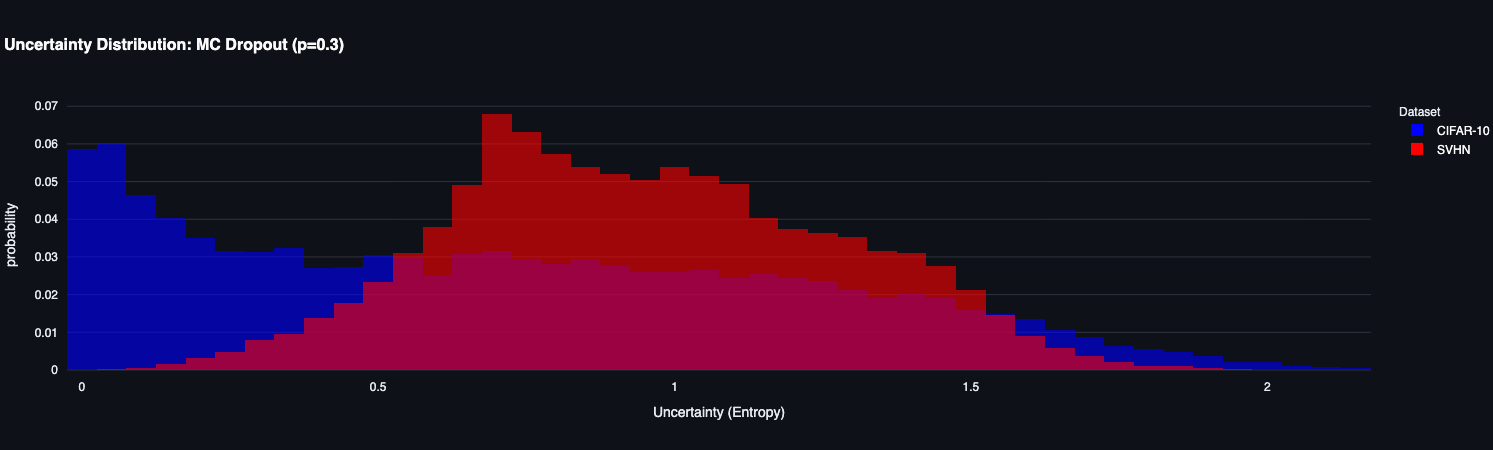 Uncertainty Distribution: MC Dropout (p=0.3)
0.07
0.06
0.05
0.04
0.03
0.02
0.01
0
probability
0
0.5
1
1.5
2
Uncertainty (Entropy)
Dataset
CIFAR-10
SVHN